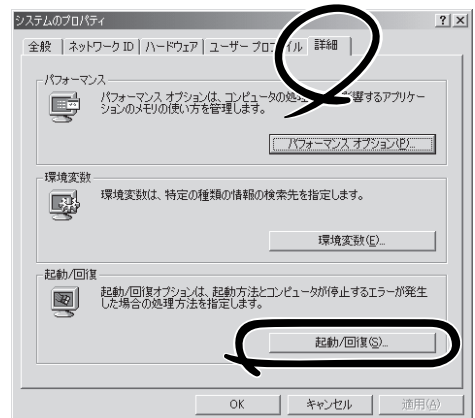 システムのプロパティ
全般 ネットワーク ID ハードウェア ユーザー プロファイル 詳細
パフォーマンス
パフォーマンス オプションは、コンピュータの処 影響するアプリケー
ションのメモリの使い方を管理します。
パフォーマンス オプション(P)...
環境変数
環境変数は、特定の種類の情報の検索先を指定します。
環境変数(E)...
起動/回復
起動/回復オプションは、起動方法とコンピュータが停止するエラーが発生
した場合の処理方法を指定します。
起動/回復(S)...
OK キャンセル 適用(A)